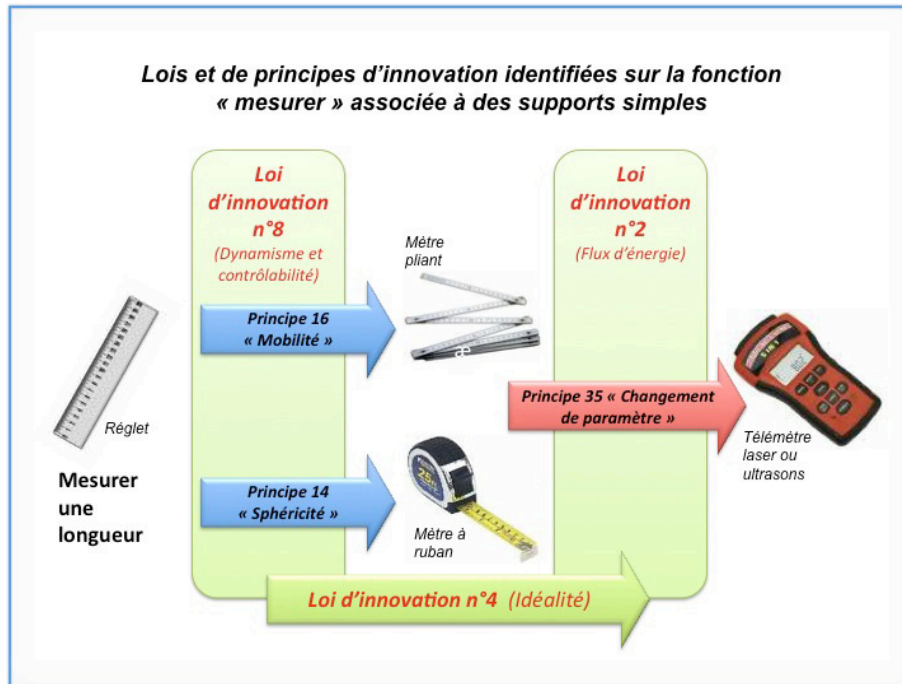 Lois et de principes d’innovation identifiées sur la fonction
« mesurer » associée à des supports simples
Loi
d’innovation
n°8
(Dynamisme et
contrôlabilité)
Loi
d’innovation
n°2
(Flux d’énergie)
Mètre
pliant
Principe 16
« Mobilité »
æ
Principe 35 « Changement
de paramètre »
Réglet
Télémètre
laser ou
ultrasons
Mesurer
une
longueur
Principe 14
« Sphéricité »
Mètre à
ruban
Loi d’innovation n°4 (Idéalité)